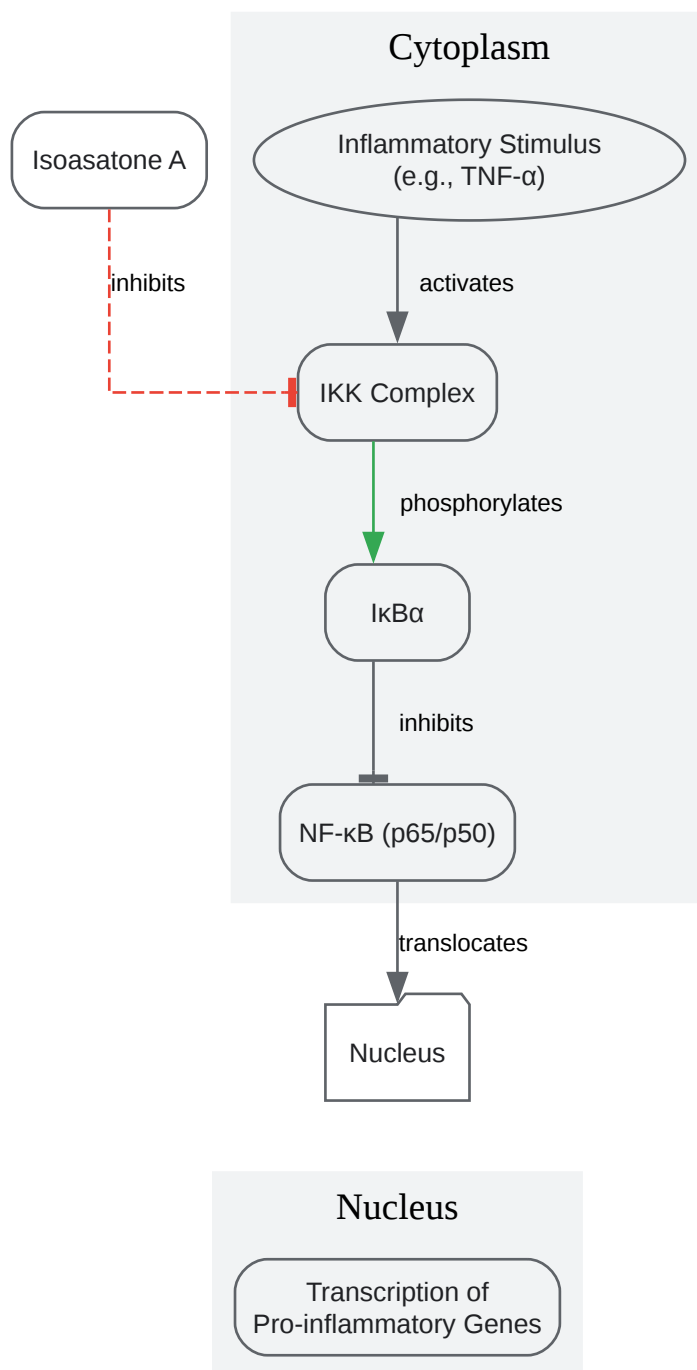 Cytoplasm
Isoasatone A
Inflammatory Stimulus
(e.g., TNF-α)
inhibits
activates
IKK Complex
phosphorylates
IκBα
inhibits
NF-κB (p65/p50)
translocates
Nucleus
Nucleus
Transcription of
Pro-inflammatory Genes